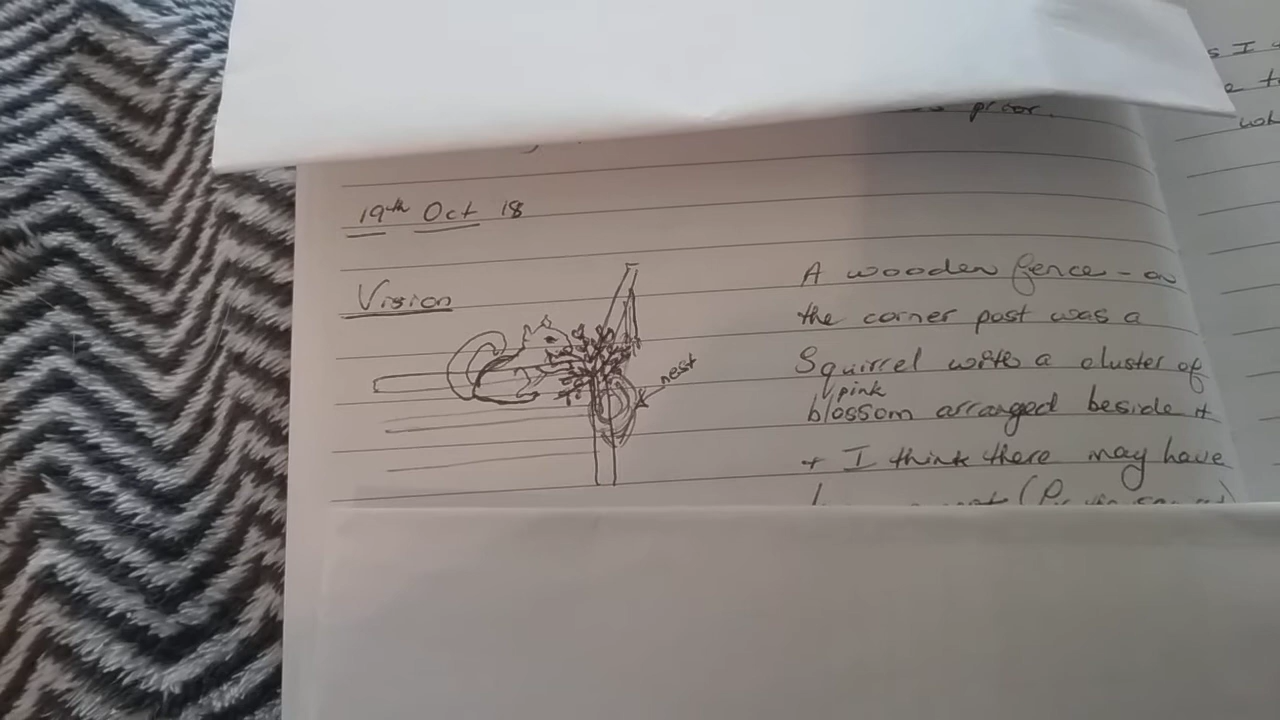 prior.
19th Oct 18
Vision
nest
A wooden fence - on
the corner post was a
Squirrel with a cluster of
pink
blossom arranged beside it
+ I think there may have
s I
wh